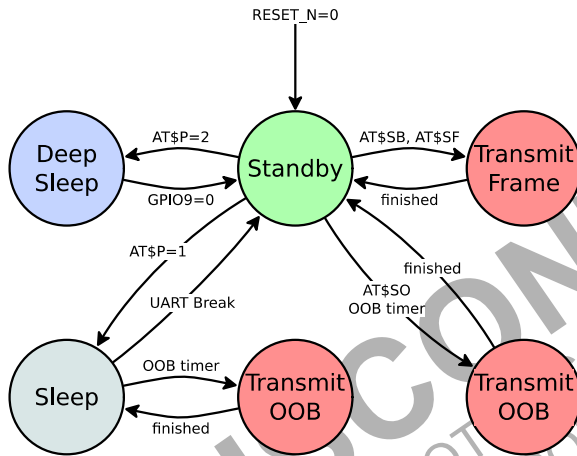 RESET_N=0
AT$P=2
AT$SB, AT$SF
Deep
Sleep
Standby
Transmit
Frame
GPIO9=0
finished
AT$P=1
finished
UART Break
AT$SO
OOB timer
OOB timer
Sleep
Transmit
OOB
Transmit
OOB
finished